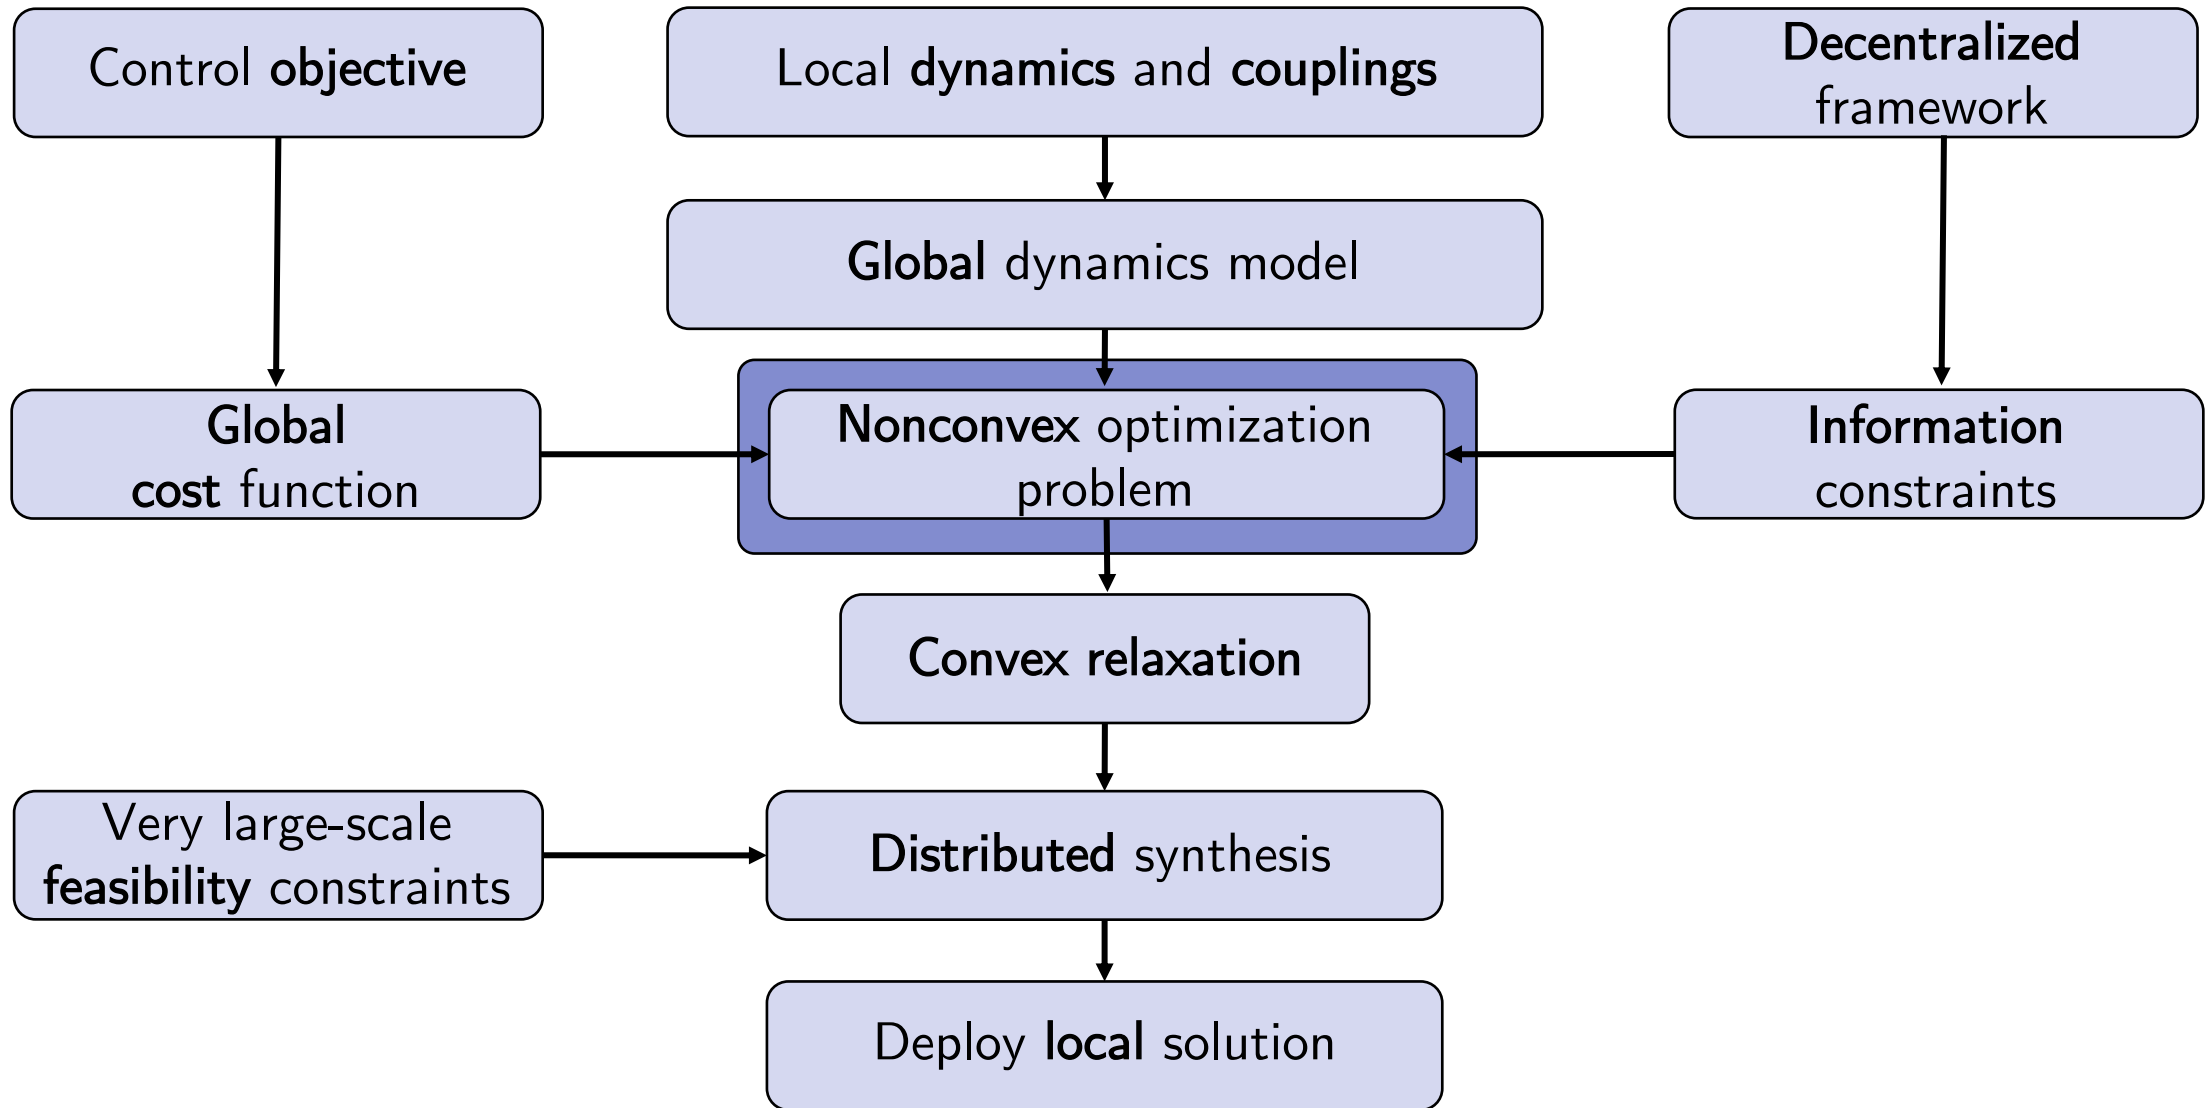 Control objective
Local dynamics and couplings
Decentralized
framework
Global dynamics model
Global
cost function
Nonconvex optimization
problem
Information
constraints
Convex relaxation
Very large-scale
feasibility constraints
Distributed synthesis
Deploy local solution